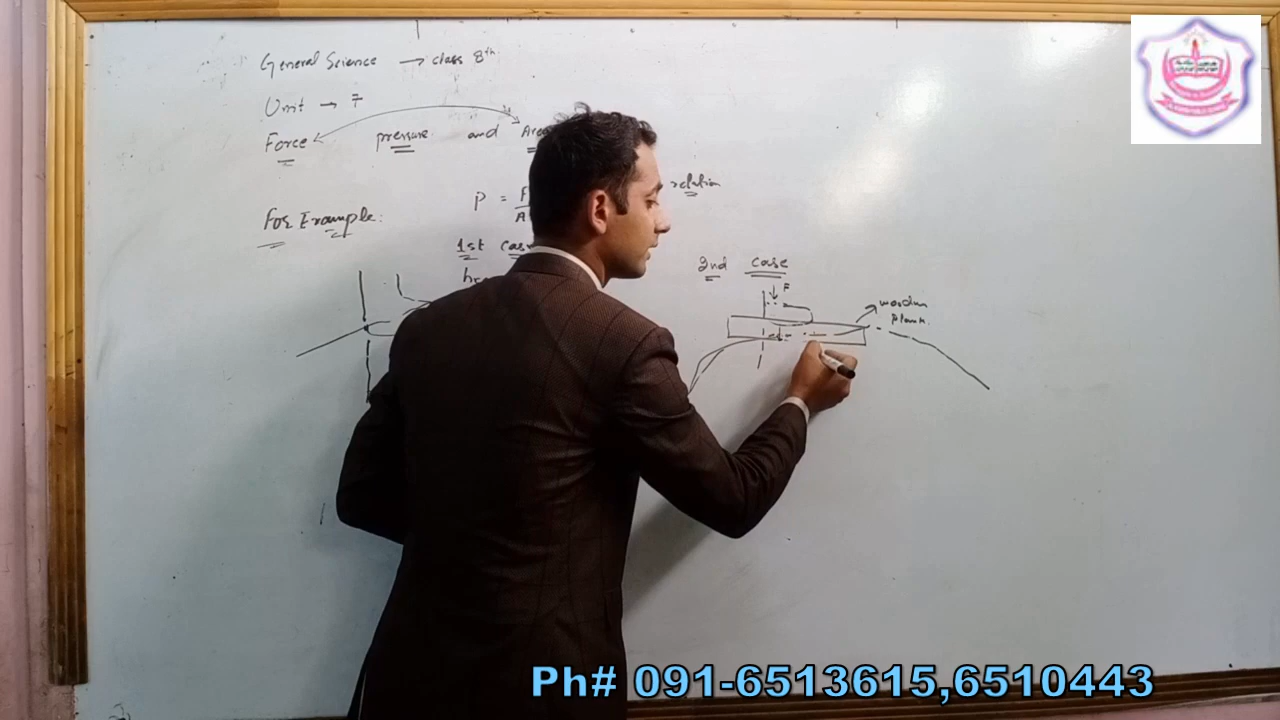 General Science → class 8th
Unit → 7
Force pressure and Area
P = F
A
relation
For Example:
1st case
2nd case
F
wooden
plank.
Ph# 091-6513615,6510443